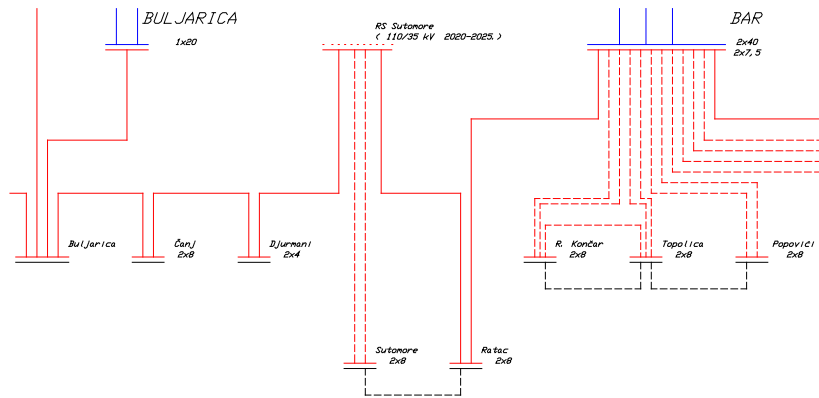 BULJARICA
1x20
RS Sutomore
( 110/35 kV 2020-2025.)
BAR
2x40
2x7,5
Buljarica
Čanj
2x8
Djurmani
2x4
R. Končar
2x8
Topolica
2x8
Popovići
2x8
Sutomore
2x8
Ratac
2x8